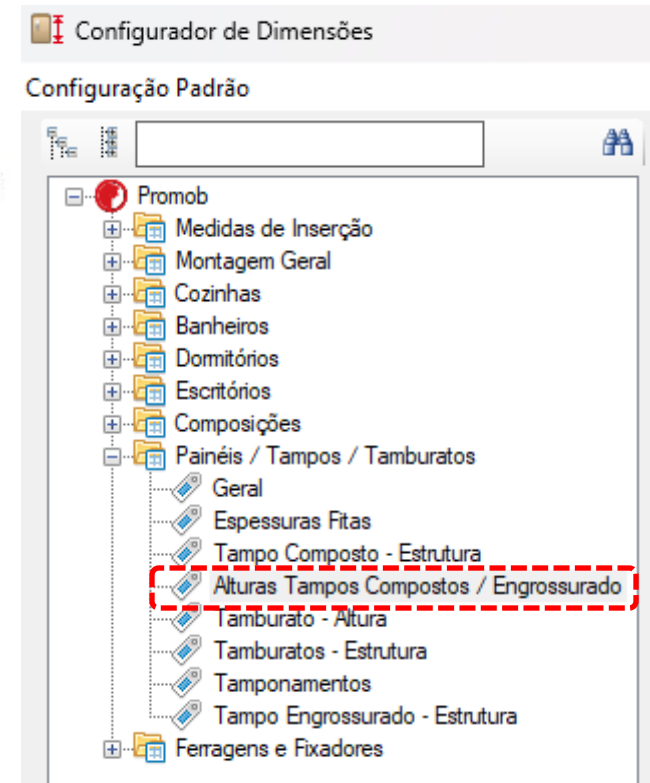 Configurador de Dimensões
Configuração Padrão
Promob
Medidas de Inserção
Montagem Geral
Cozinhas
Banheiros
Dormitórios
Escritórios
Composições
Painéis / Tampos / Tamburatos
Geral
Espessuras Fitas
Tampo Composto - Estrutura
Alturas Tampos Compostos / Engrossurado
Tamburato - Altura
Tamburatos - Estrutura
Tamponamentos
Tampo Engrossurado - Estrutura
Ferragens e Fixadores